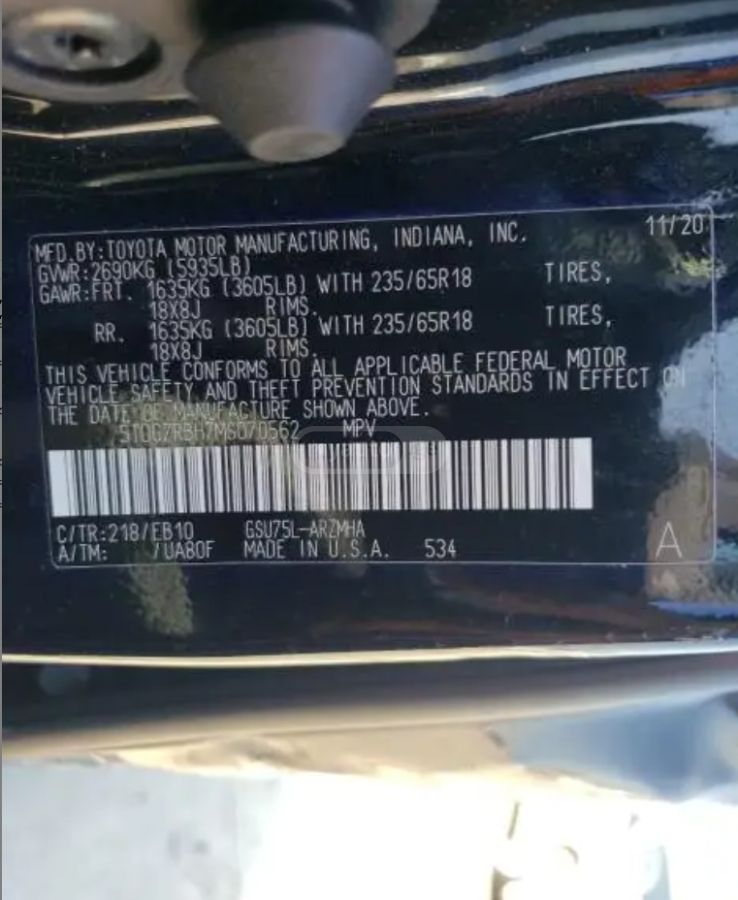 11/20
MFD.BY:TOYOTA MOTOR MANUFACTURING, INDIANA, INC.
GVWR:2690KG (5935LB)
GAWR:FRT. 1635KG (3605LB) WITH 235/65R18 TIRES,
18X8J RIMS.
RR. 1635KG (3605LB) WITH 235/65R18 TIRES,
18X8J RIMS.
THIS VEHICLE CONFORMS TO ALL APPLICABLE FEDERAL MOTOR
VEHICLE SAFETY AND THEFT PREVENTION STANDARDS IN EFFECT ON
THE DATE OF MANUFACTURE SHOWN ABOVE.
MPV
C/TR:218/EB10 GSU75L-ARZMHA
A/TM: /UA80F MADE IN U.S.A. 534
A